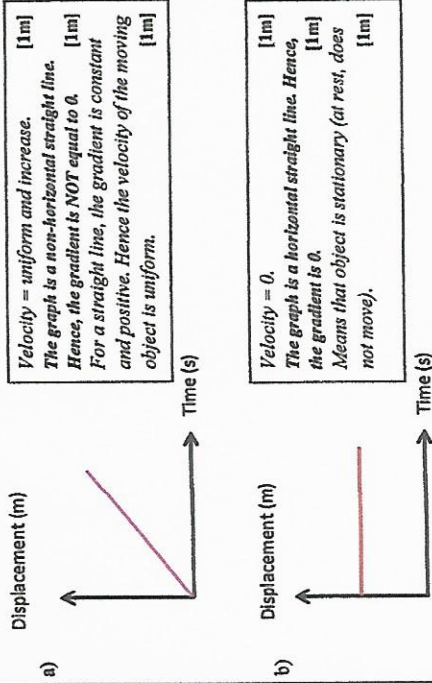 a)
Displacement (m)
Time (s)
Velocity = uniform and increase. [1m]
The graph is a non-horizontal straight line.
Hence, the gradient is NOT equal to 0. [1m]
For a straight line, the gradient is constant
and positive. Hence the velocity of the moving
object is uniform. [1m]
b)
Displacement (m)
Time (s)
Velocity = 0. [1m]
The graph is a horizontal straight line. Hence,
the gradient is 0. [1m]
Means that object is stationary (at rest, does
not move). [1m]